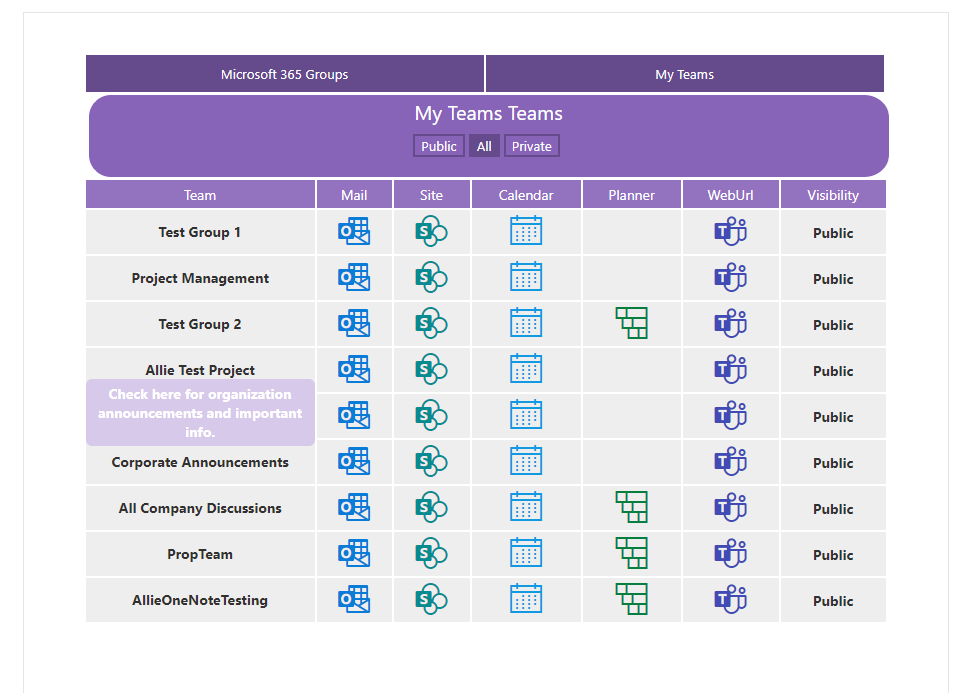 Microsoft 365 Groups My Teams
My Teams Teams
Public All Private
Team Mail Site Calendar Planner WebUrl Visibility
Test Group 1 O S T Public
Project Management O S T Public
Test Group 2 O S T Public
Allie Test Project O S T Public
Check here for organization
announcements and important
info.
O S T Public
Corporate Announcements O S T Public
All Company Discussions O S T Public
PropTeam O S T Public
AllieOneNoteTesting O S T Public